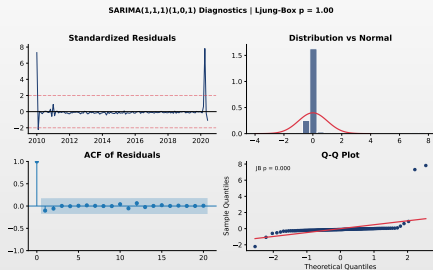 SARIMA(1,1,1)(1,0,1) Diagnostics | Ljung-Box p = 1.00
Standardized Residuals
8
6
4
2
0
−2
2010 2012 2014 2016 2018 2020
Distribution vs Normal
1.5
1.0
0.5
0.0
−4 −2 0 2 4 6 8
ACF of Residuals
1.0
0.5
0.0
−0.5
−1.0
0 5 10 15 20
Q-Q Plot
JB p = 0.000
Sample Quantiles
8
6
4
2
0
−2
−2 −1 0 1 2
Theoretical Quantiles